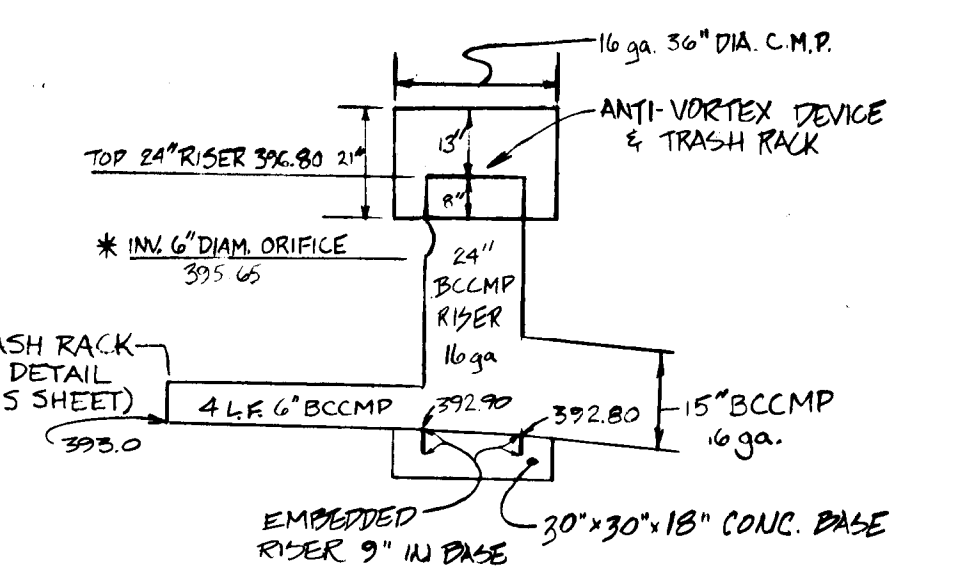 16 ga. 36" DIA. C.M.P.
ANTI-VORTEX DEVICE
& TRASH RACK
13"
TOP 24" RISER 396.80 21"
8"
* INV. 6" DIAM. ORIFICE
395.65
24"
BCCMP
RISER
16 ga
ASH RACK
DETAIL
S SHEET)
393.0
4 L.F. 6" BCCMP
392.90
392.80
15" BCCMP
16 ga.
EMBEDDED
RISER 9" IN BASE
30"x30"x18" CONC. BASE